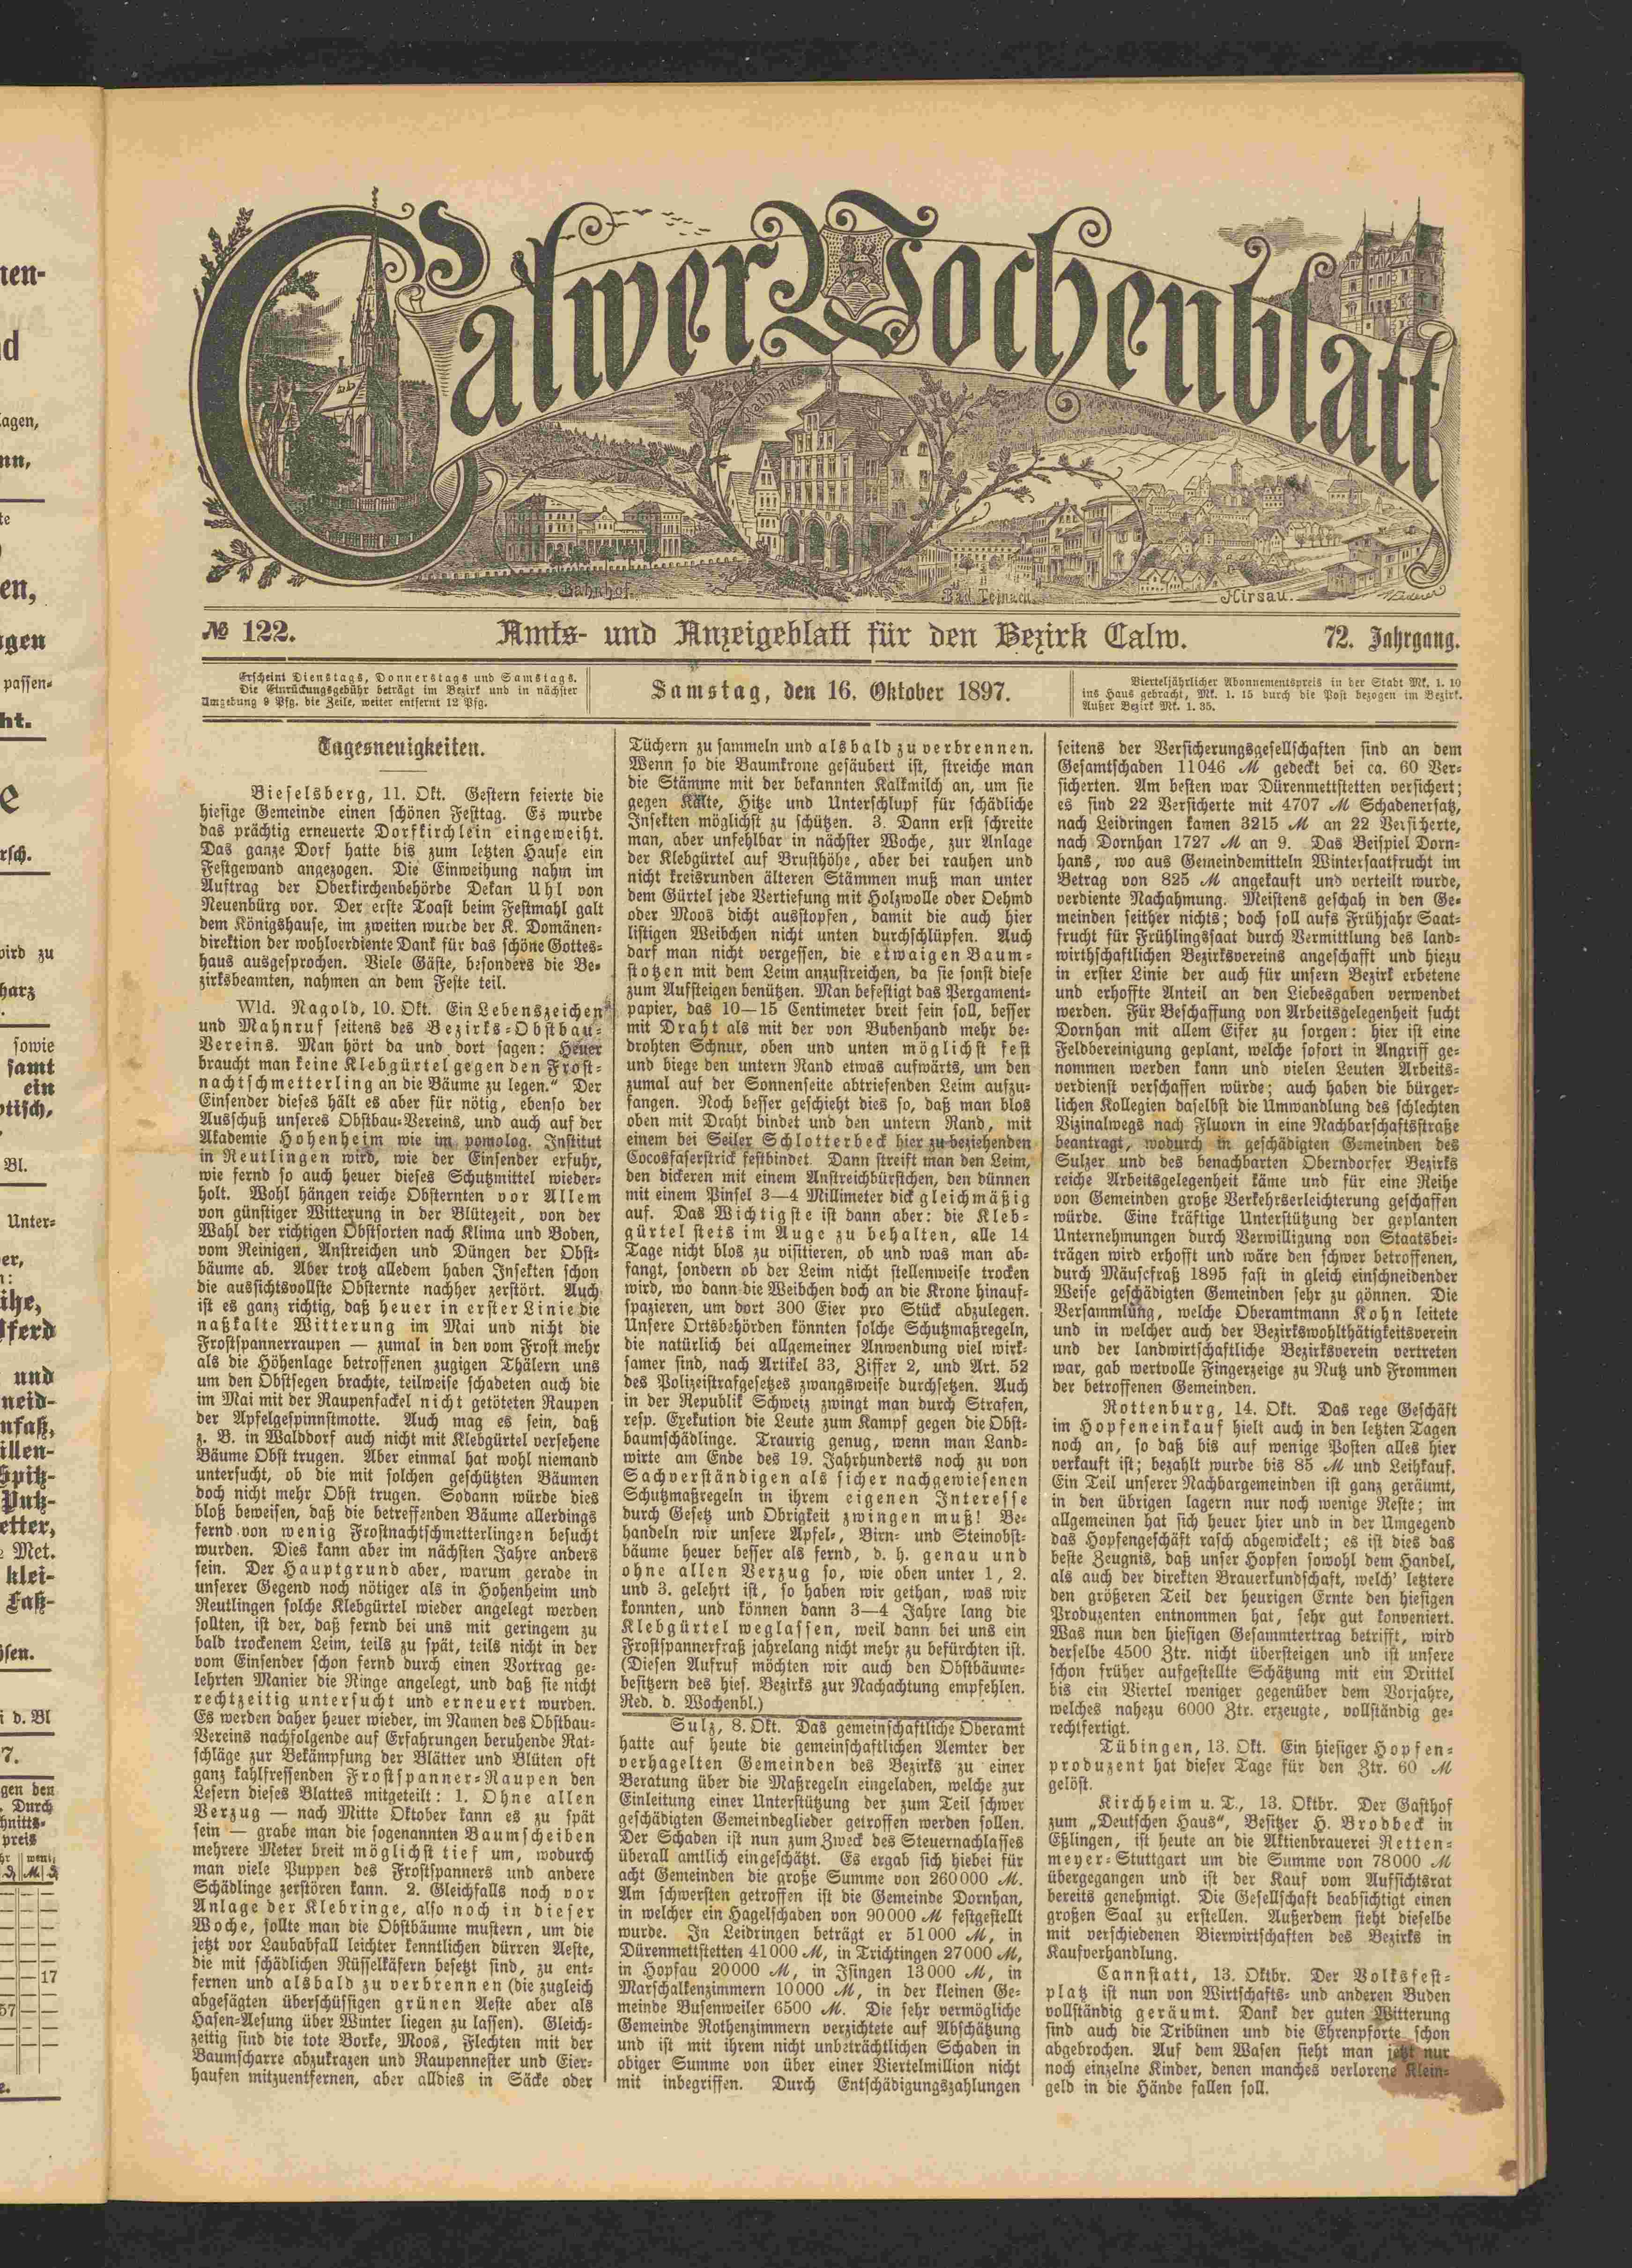 Calwer Wochenblatt
Rathhaus
Bahnhof.
Bad Teinach.
Hirsau.
№ 122.
Amts- und Anzeigeblatt für den Bezirk Calw.
72. Jahrgang.
Erscheint Dienstags, Donnerstags und Samstags.
Die Einrückungsgebühr beträgt im Bezirk und in nächster
Umgebung 9 Pfg. die Zeile, weiter entfernt 12 Pfg.
Samstag, den 16. Oktober 1897.
Vierteljährlicher Abonnementspreis in der Stadt Mk. 1. 10
ins Haus gebracht, Mk. 1. 15 durch die Post bezogen im Bezirk.
Außer Bezirk Mk. 1. 35.
Tagesneuigkeiten.
Bieselsberg, 11. Okt. Gestern feierte die
hiesige Gemeinde einen schönen Festtag. Es wurde
das prächtig erneuerte Dorfkirchlein eingeweiht.
Das ganze Dorf hatte bis zum letzten Hause ein
Festgewand angezogen. Die Einweihung nahm im
Auftrag der Oberkirchenbehörde Dekan Uhl von
Neuenbürg vor. Der erste Toast beim Festmahl galt
dem Königshause, im zweiten wurde der K. Domänen-
direktion der wohlverdiente Dank für das schöne Gottes-
haus ausgesprochen. Viele Gäste, besonders die Be-
zirksbeamten, nahmen an dem Feste teil.
Wld. Nagold, 10. Okt. Ein Lebenszeichen
und Mahnruf seitens des Bezirks-Obstbau-
Vereins. Man hört da und dort sagen: Heuer
braucht man keine Klebgürtel gegen den Frost-
nachtschmetterling an die Bäume zu legen." Der
Einsender dieses hält es aber für nötig, ebenso der
Ausschuß unseres Obstbau-Vereins, und auch auf der
Akademie Hohenheim wie im pomolog. Institut
in Reutlingen wird, wie der Einsender erfuhr,
wie fernd so auch heuer dieses Schutzmittel wieder-
holt. Wohl hängen reiche Obsternten vor Allem
von günstiger Witterung in der Blütezeit, von der
Wahl der richtigen Obstsorten nach Klima und Boden,
vom Reinigen, Anstreichen und Düngen der Obst-
bäume ab. Aber trotz alledem haben Insekten schon
die aussichtsvollste Obsternte nachher zerstört. Auch
ist es ganz richtig, daß heuer in erster Linie die
naßkalte Witterung im Mai und nicht die
Frostspannerraupen — zumal in den vom Frost mehr
als die Höhenlage betroffenen zugigen Thälern uns
um den Obstsegen brachte, teilweise schadeten auch die
im Mai mit der Raupenfackel nicht getöteten Raupen
der Apfelgespinnstmotte. Auch mag es sein, daß
z. B. in Walddorf auch nicht mit Klebgürtel versehene
Bäume Obst trugen. Aber einmal hat wohl niemand
untersucht, ob die mit solchen geschützten Bäumen
doch nicht mehr Obst trugen. Sodann würde dies
bloß beweisen, daß die betreffenden Bäume allerdings
fernd von wenig Frostnachtschmetterlingen besucht
wurden. Dies kann aber im nächsten Jahre anders
sein. Der Hauptgrund aber, warum gerade in
unserer Gegend noch nötiger als in Hohenheim und
Reutlingen solche Klebgürtel wieder angelegt werden
sollten, ist der, daß fernd bei uns mit geringem zu
bald trockenem Leim, teils zu spät, teils nicht in der
vom Einsender schon fernd durch einen Vortrag ge-
lehrten Manier die Ringe angelegt, und daß sie nicht
rechtzeitig untersucht und erneuert wurden.
Es werden daher heuer wieder, im Namen des Obstbau-
Vereins nachfolgende auf Erfahrungen beruhende Rat-
schläge zur Bekämpfung der Blätter und Blüten oft
ganz kahlfressenden Frostspanner-Raupen den
Lesern dieses Blattes mitgeteilt: 1. Ohne allen
Verzug — nach Mitte Oktober kann es zu spät
sein — grabe man die sogenannten Baumscheiben
mehrere Meter breit möglichst tief um, wodurch
man viele Puppen des Frostspanners und andere
Schädlinge zerstören kann. 2. Gleichfalls noch vor
Anlage der Klebringe, also noch in dieser
Woche, sollte man die Obstbäume mustern, um die
jetzt vor Laubabfall leichter kenntlichen dürren Aeste,
die mit schädlichen Rüsselkäfern besetzt sind, zu ent-
fernen und alsbald zu verbrennen (die zugleich
abgesägten überschüssigen grünen Aeste aber als
Hasen-Aesung über Winter liegen zu lassen). Gleich-
zeitig sind die tote Borke, Moos, Flechten mit der
Baumscharre abzukrazen und Raupennester und Eier-
haufen mitzuentfernen, aber alldies in Säcke oder
Tüchern zu sammeln und alsbald zu verbrennen.
Wenn so die Baumkrone gesäubert ist, streiche man
die Stämme mit der bekannten Kalkmilch an, um sie
gegen Kälte, Hitze und Unterschlupf für schädliche
Insekten möglichst zu schützen. 3. Dann erst schreite
man, aber unfehlbar in nächster Woche, zur Anlage
der Klebgürtel auf Brusthöhe, aber bei rauhen und
nicht kreisrunden älteren Stämmen muß man unter
dem Gürtel jede Vertiefung mit Holzwolle oder Oehmd
oder Moos dicht ausstopfen, damit die auch hier
listigen Weibchen nicht unten durchschlüpfen. Auch
darf man nicht vergessen, die etwaigen Baum-
stotzen mit dem Leim anzustreichen, da sie sonst diese
zum Aufsteigen benützen. Man befestigt das Pergament-
papier, das 10—15 Centimeter breit sein soll, besser
mit Draht als mit der von Bubenhand mehr be-
drohten Schnur, oben und unten möglichst fest
und biege den untern Rand etwas aufwärts, um den
zumal auf der Sonnenseite abtriefenden Leim aufzu-
fangen. Noch besser geschieht dies so, daß man blos
oben mit Draht bindet und den untern Rand, mit
einem bei Seiler Schlotterbeck hier zu beziehenden
Cocosfaserstrick festbindet. Dann streift man den Leim,
den dickeren mit einem Anstreichbürstchen, den dünnen
mit einem Pinsel 3—4 Millimeter dick gleichmäßig
auf. Das Wichtigste ist dann aber: die Kleb-
gürtel stets im Auge zu behalten, alle 14
Tage nicht blos zu visitieren, ob und was man ab-
fangt, sondern ob der Leim nicht stellenweise trocken
wird, wo dann die Weibchen doch an die Krone hinauf-
spazieren, um dort 300 Eier pro Stück abzulegen.
Unsere Ortsbehörden könnten solche Schutzmaßregeln,
die natürlich bei allgemeiner Anwendung viel wirk-
samer sind, nach Artikel 33, Ziffer 2, und Art. 52
des Polizeistrafgesetzes zwangsweise durchsetzen. Auch
in der Republik Schweiz zwingt man durch Strafen,
resp. Exekution die Leute zum Kampf gegen die Obst-
baumschädlinge. Traurig genug, wenn man Land-
wirte am Ende des 19. Jahrhunderts noch zu von
Sachverständigen als sicher nachgewiesenen
Schutzmaßregeln in ihrem eigenen Interesse
durch Gesetz und Obrigkeit zwingen muß! Be-
handeln wir unsere Apfel-, Birn- und Steinobst-
bäume heuer besser als fernd, d. h. genau und
ohne allen Verzug so, wie oben unter 1, 2.
und 3. gelehrt ist, so haben wir gethan, was wir
konnten, und können dann 3—4 Jahre lang die
Klebgürtel weglassen, weil dann bei uns ein
Frostspannerfraß jahrelang nicht mehr zu befürchten ist.
(Diesen Aufruf möchten wir auch den Obstbäume-
besitzern des hies. Bezirks zur Nachachtung empfehlen.
Red. d. Wochenbl.)
Sulz, 8. Okt. Das gemeinschaftliche Oberamt
hatte auf heute die gemeinschaftlichen Aemter der
verhagelten Gemeinden des Bezirks zu einer
Beratung über die Maßregeln eingeladen, welche zur
Einleitung einer Unterstützung der zum Teil schwer
geschädigten Gemeindeglieder getroffen werden sollen.
Der Schaden ist nun zum Zweck des Steuernachlasses
überall amtlich eingeschätzt. Es ergab sich hiebei für
acht Gemeinden die große Summe von 260000 M.
Am schwersten getroffen ist die Gemeinde Dornhan,
in welcher ein Hagelschaden von 90000 M festgestellt
wurde. In Leidringen beträgt er 51000 M, in
Dürenmettstetten 41000 M, in Trichtingen 27000 M,
in Hopfau 20000 M, in Isingen 13000 M, in
Marschalkenzimmern 10000 M, in der kleinen Ge-
meinde Busenweiler 6500 M. Die sehr vermögliche
Gemeinde Rothenzimmern verzichtete auf Abschätzung
und ist mit ihrem nicht unbeträchtlichen Schaden in
obiger Summe von über einer Viertelmillion nicht
mit inbegriffen. Durch Entschädigungszahlungen
seitens der Versicherungsgesellschaften sind an dem
Gesamtschaden 11046 M gedeckt bei ca. 60 Ver-
sicherten. Am besten war Dürenmettstetten versichert;
es sind 22 Versicherte mit 4707 M Schadenersatz,
nach Leidringen kamen 3215 M an 22 Versicherte,
nach Dornhan 1727 M an 9. Das Beispiel Dorn-
hans, wo aus Gemeindemitteln Wintersaatfrucht im
Betrag von 825 M angekauft und verteilt wurde,
verdiente Nachahmung. Meistens geschah in den Ge-
meinden seither nichts; doch soll aufs Frühjahr Saat-
frucht für Frühlingssaat durch Vermittlung des land-
wirthschaftlichen Bezirksvereins angeschafft und hiezu
in erster Linie der auch für unsern Bezirk erbetene
und erhoffte Anteil an den Liebesgaben verwendet
werden. Für Beschaffung von Arbeitsgelegenheit sucht
Dornhan mit allem Eifer zu sorgen: hier ist eine
Feldbereinigung geplant, welche sofort in Angriff ge-
nommen werden kann und vielen Leuten Arbeits-
verdienst verschaffen würde; auch haben die bürger-
lichen Kollegien daselbst die Umwandlung des schlechten
Vizinalwegs nach Fluorn in eine Nachbarschaftsstraße
beantragt, wodurch in geschädigten Gemeinden des
Sulzer und des benachbarten Oberndorfer Bezirks
reiche Arbeitsgelegenheit käme und für eine Reihe
von Gemeinden große Verkehrserleichterung geschaffen
würde. Eine kräftige Unterstützung der geplanten
Unternehmungen durch Verwilligung von Staatsbei-
trägen wird erhofft und wäre den schwer betroffenen,
durch Mäusefraß 1895 fast in gleich einschneidender
Weise geschädigten Gemeinden sehr zu gönnen. Die
Versammlung, welche Oberamtmann Kohn leitete
und in welcher auch der Bezirkswohlthätigkeitsverein
und der landwirtschaftliche Bezirksverein vertreten
war, gab wertvolle Fingerzeige zu Nutz und Frommen
der betroffenen Gemeinden.
Rottenburg, 14. Okt. Das rege Geschäft
im Hopfeneinkauf hielt auch in den letzten Tagen
noch an, so daß bis auf wenige Posten alles hier
verkauft ist; bezahlt wurde bis 85 M und Leihkauf.
Ein Teil unserer Nachbargemeinden ist ganz geräumt,
in den übrigen lagern nur noch wenige Reste; im
allgemeinen hat sich heuer hier und in der Umgegend
das Hopfengeschäft rasch abgewickelt; es ist dies das
beste Zeugnis, daß unser Hopfen sowohl dem Handel,
als auch der direkten Brauerkundschaft, welch' letztere
den größeren Teil der heurigen Ernte den hiesigen
Produzenten entnommen hat, sehr gut konveniert.
Was nun den hiesigen Gesammtertrag betrifft, wird
derselbe 4500 Ztr. nicht übersteigen und ist unsere
schon früher aufgestellte Schätzung mit ein Drittel
bis ein Viertel weniger gegenüber dem Vorjahre,
welches nahezu 6000 Ztr. erzeugte, vollständig ge-
rechtfertigt.
Tübingen, 13. Okt. Ein hiesiger Hopfen-
produzent hat dieser Tage für den Ztr. 60 M
gelöst.
Kirchheim u. T., 13. Oktbr. Der Gasthof
zum „Deutschen Haus", Besitzer H. Brodbeck in
Eßlingen, ist heute an die Aktienbrauerei Retten-
meyer-Stuttgart um die Summe von 78000 M
übergegangen und ist der Kauf vom Aufsichtsrat
bereits genehmigt. Die Gesellschaft beabsichtigt einen
großen Saal zu erstellen. Außerdem steht dieselbe
mit verschiedenen Bierwirtschaften des Bezirks in
Kaufverhandlung.
Cannstatt, 13. Oktbr. Der Volksfest-
platz ist nun von Wirtschafts- und anderen Buden
vollständig geräumt. Dank der guten Witterung
sind auch die Tribünen und die Ehrenpforte schon
abgebrochen. Auf dem Wasen sieht man jetzt nur
noch einzelne Kinder, denen manches verlorene Klein-
geld in die Hände fallen soll.